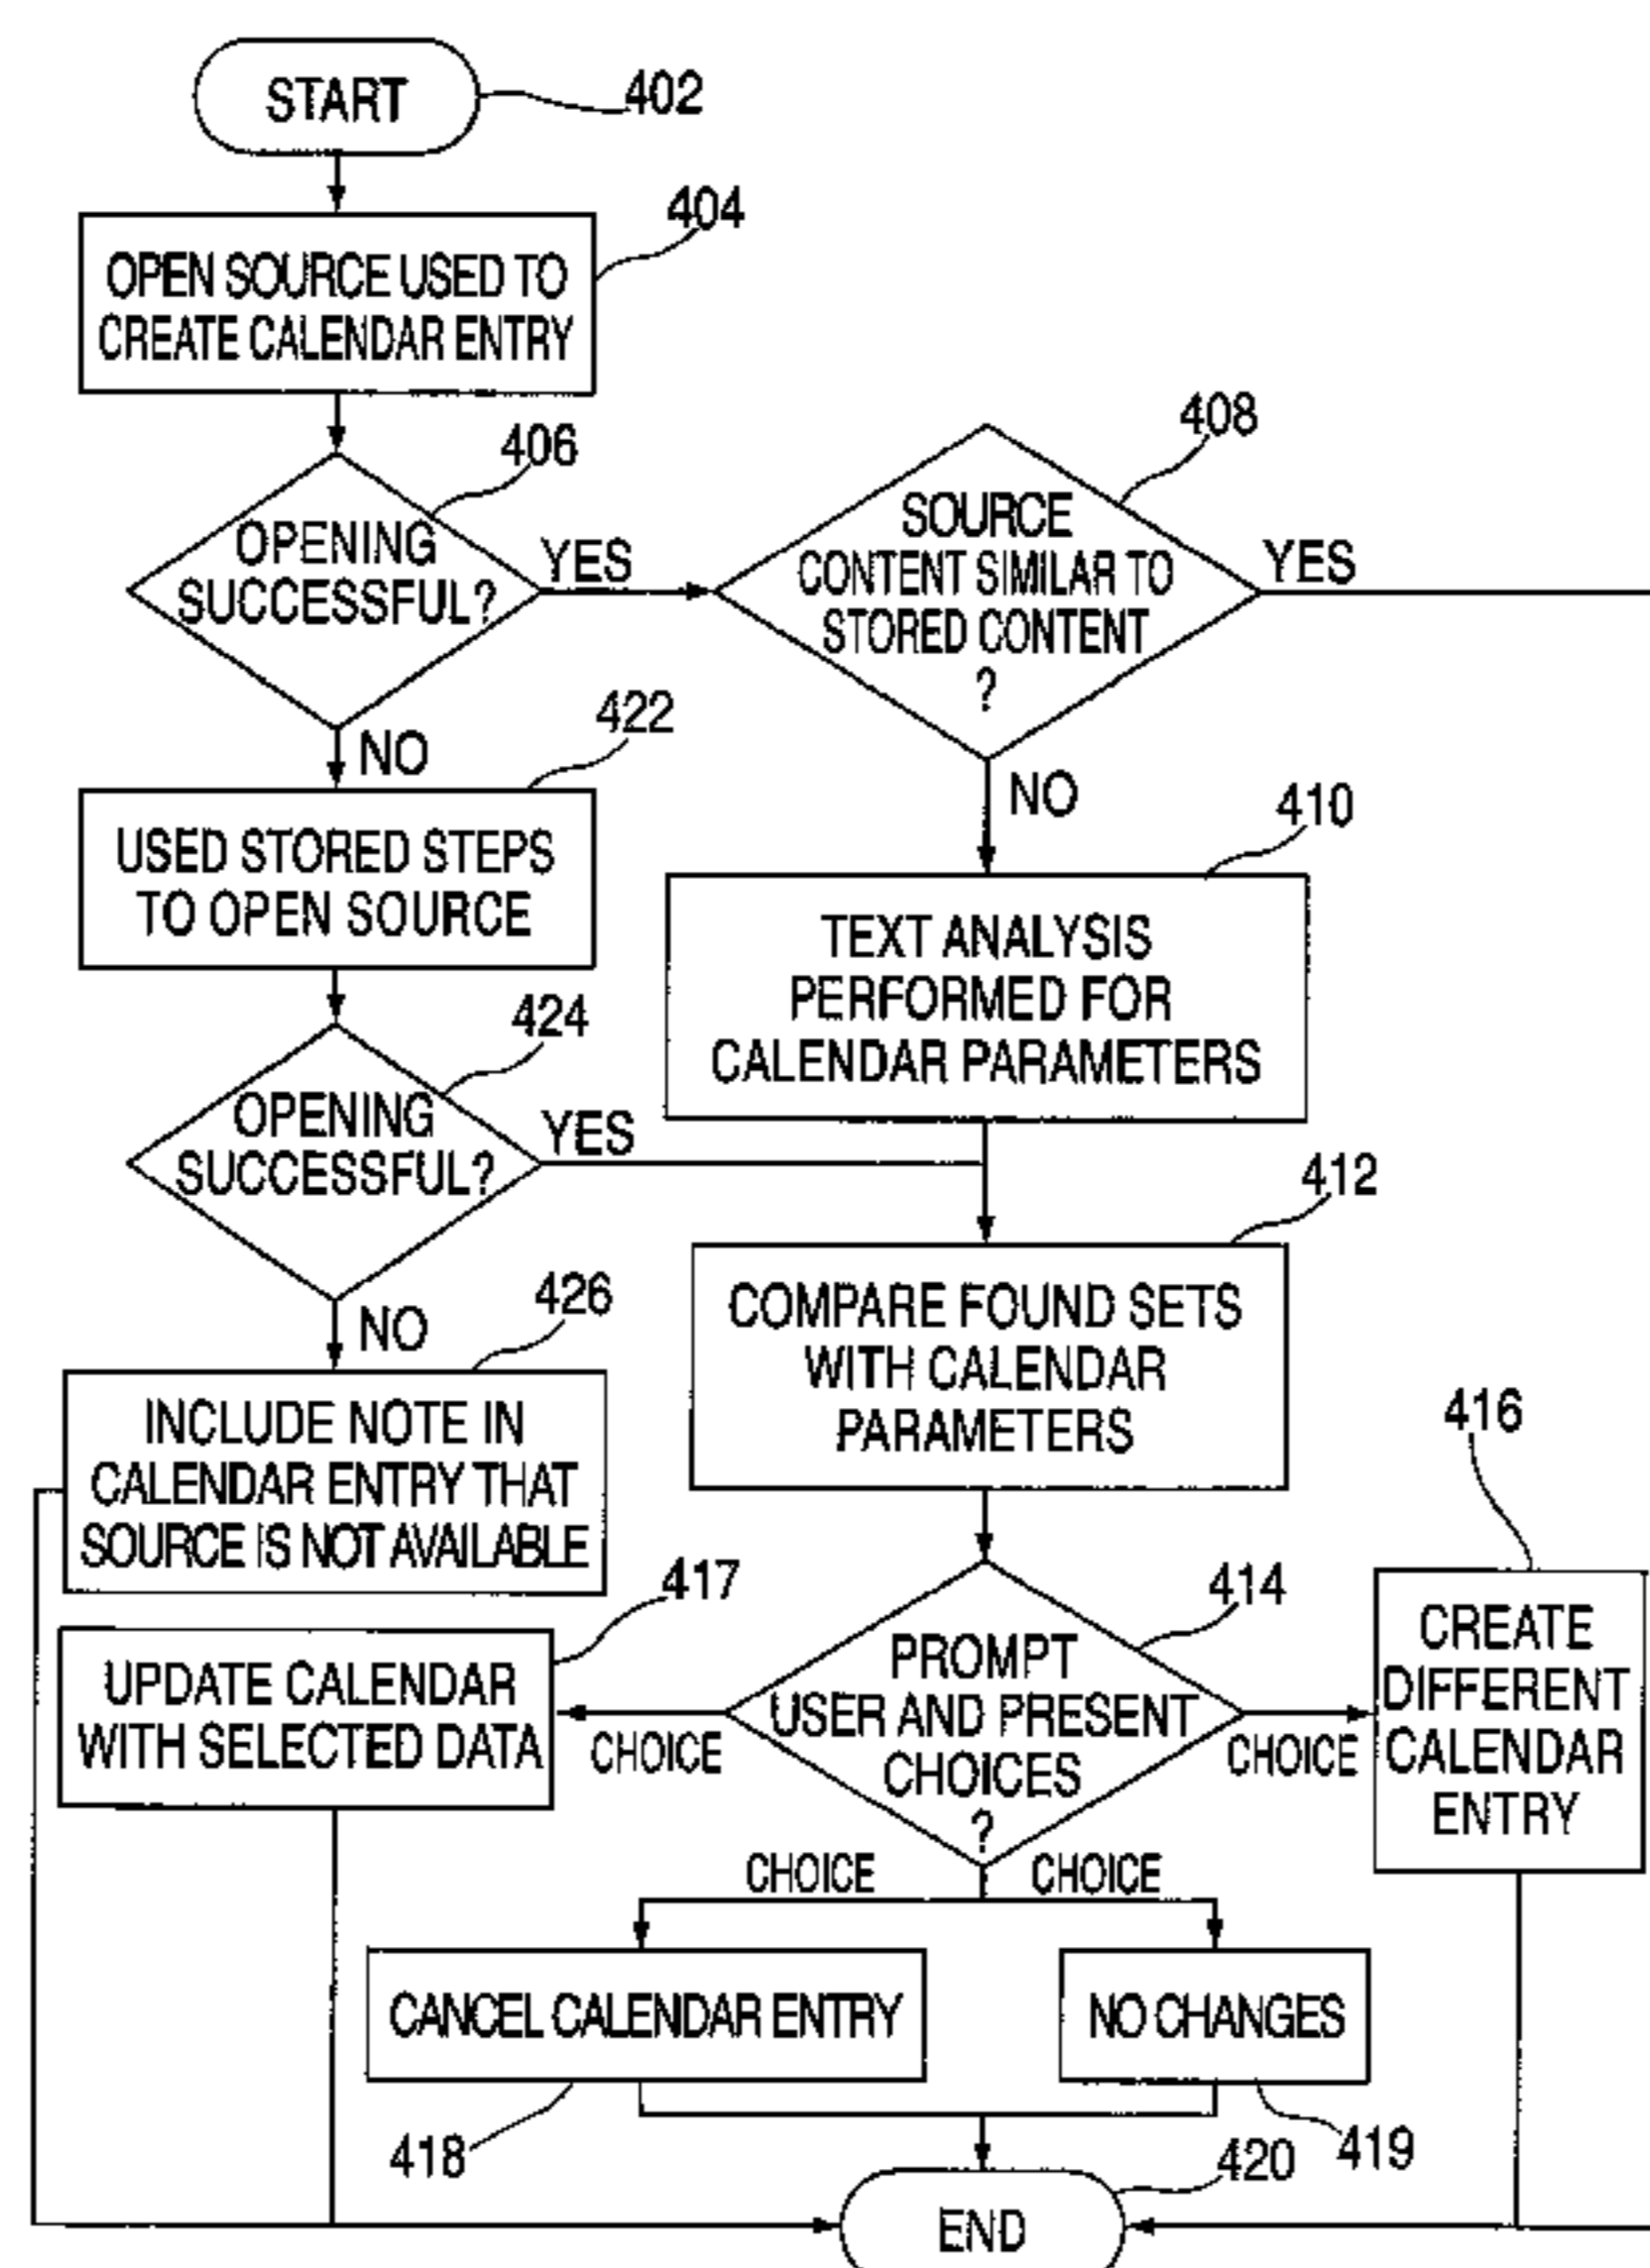 START
402
404
OPEN SOURCE USED TO
CREATE CALENDAR ENTRY
406
OPENING
SUCCESSFUL?
YES
NO
408
SOURCE
CONTENT SIMILAR TO
STORED CONTENT
?
YES
NO
422
USED STORED STEPS
TO OPEN SOURCE
410
TEXT ANALYSIS
PERFORMED FOR
CALENDAR PARAMETERS
424
OPENING
SUCCESSFUL?
YES
NO
412
COMPARE FOUND SETS
WITH CALENDAR
PARAMETERS
426
INCLUDE NOTE IN
CALENDAR ENTRY THAT
SOURCE IS NOT AVAILABLE
417
UPDATE CALENDAR
WITH SELECTED DATA
414
PROMPT
USER AND PRESENT
CHOICES
?
CHOICE
CHOICE
416
CREATE
DIFFERENT
CALENDAR
ENTRY
CHOICE
CHOICE
CANCEL CALENDAR ENTRY
NO CHANGES
418
419
420
END